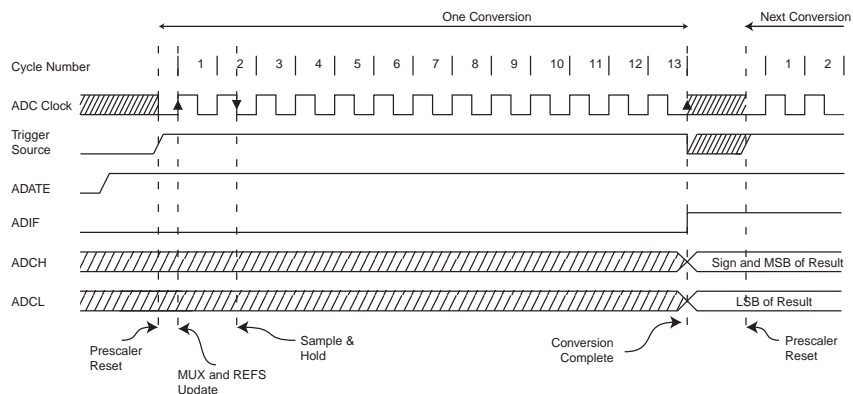 One Conversion
Next Conversion
Cycle Number
1 2 3 4 5 6 7 8 9 10 11 12 13 1 2
ADC Clock
Trigger
Source
ADATE
ADIF
ADCH
Sign and MSB of Result
ADCL
LSB of Result
Prescaler
Reset
MUX and REFS
Update
Sample &
Hold
Conversion
Complete
Prescaler
Reset